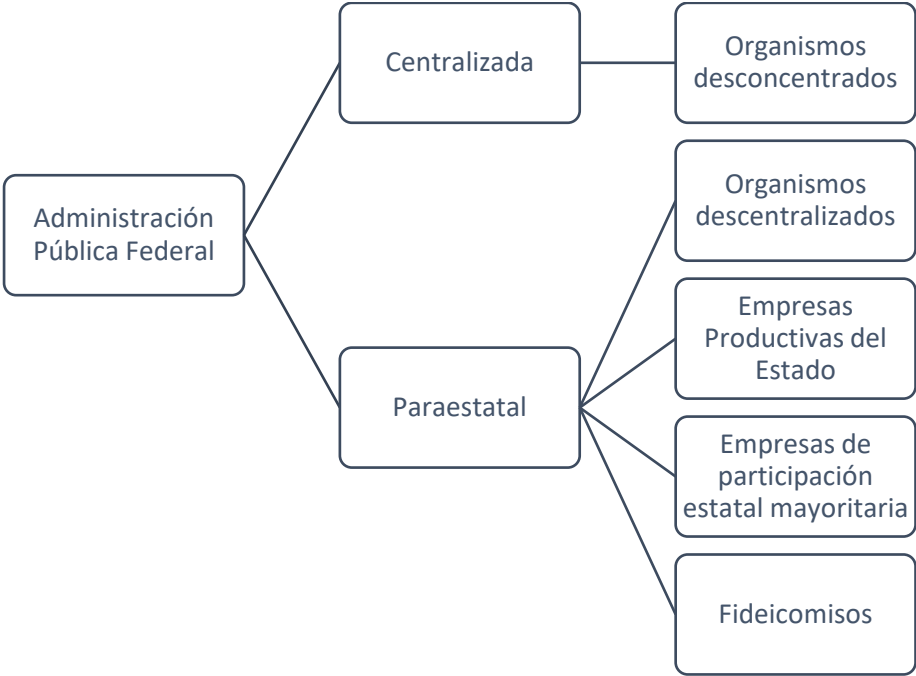 Administración
Pública Federal
Centralizada
Organismos
desconcentrados
Paraestatal
Organismos
descentralizados
Empresas
Productivas del
Estado
Empresas de
participación
estatal mayoritaria
Fideicomisos